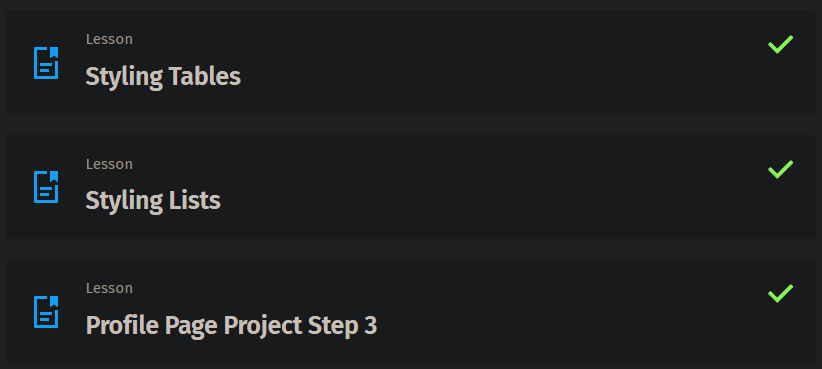 Lesson
Styling Tables
Lesson
Styling Lists
Lesson
Profile Page Project Step 3